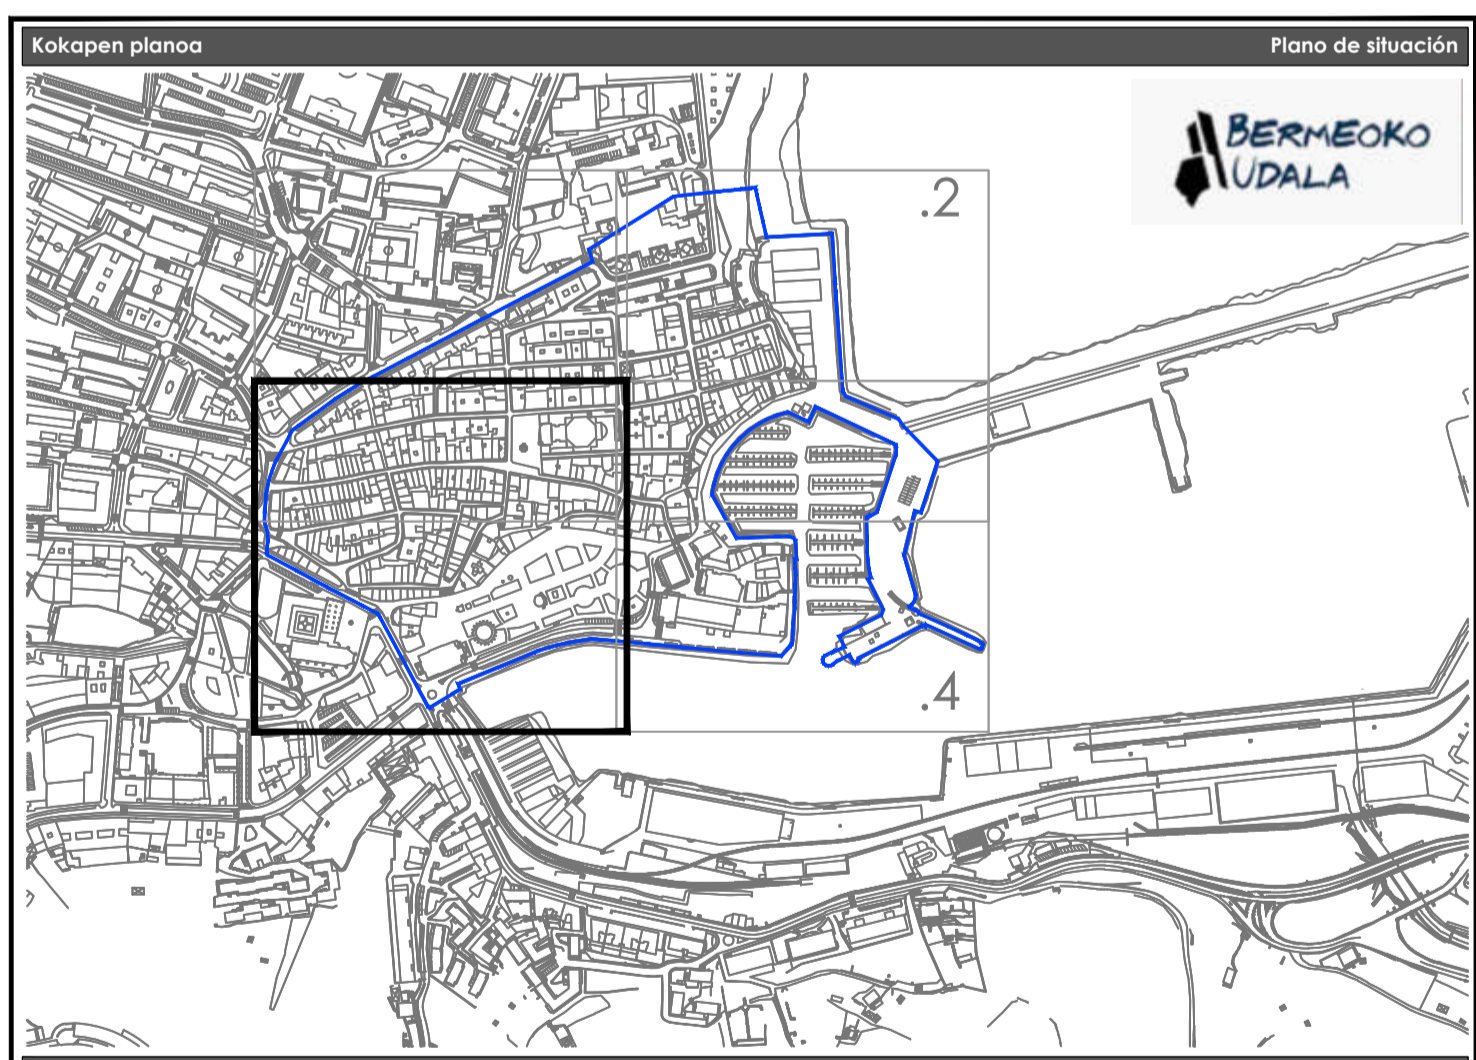 Kokapen planoa
Plano de situación
BERMEOKO
UDALA
.2
.4